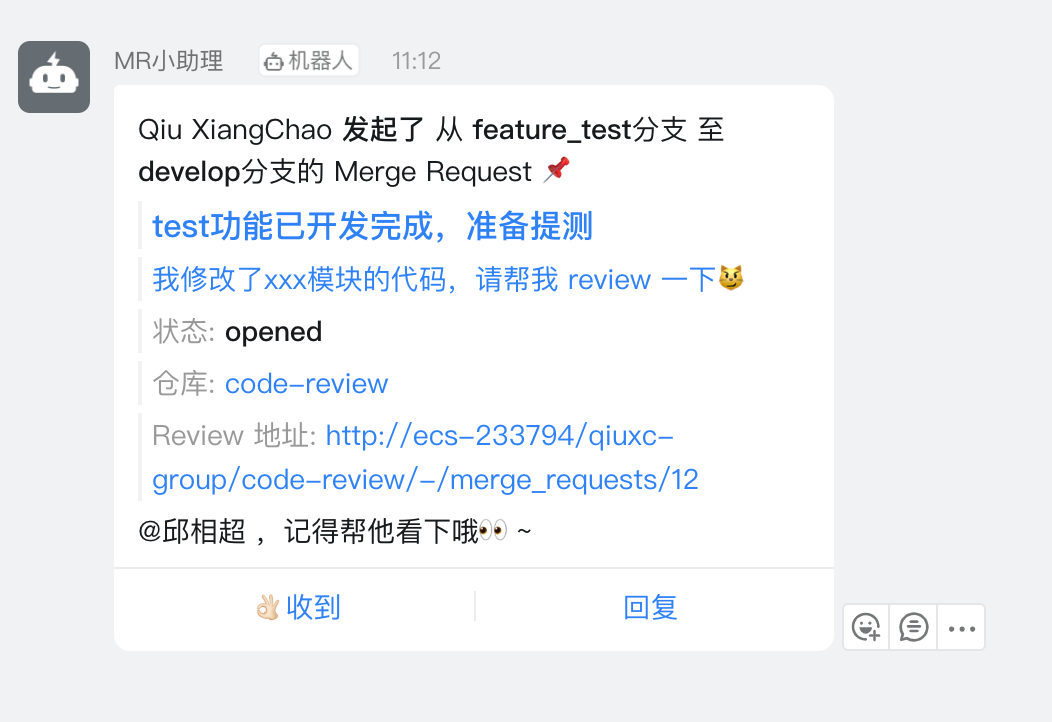 MR小助理 机器人 11:12
Qiu XiangChao 发起了 从 feature_test分支 至
develop分支的 Merge Request 📌
test功能已开发完成，准备提测
我修改了xxx模块的代码，请帮我 review 一下😼
状态: opened
仓库: code-review
Review 地址: http://ecs-233794/qiuxc-
group/code-review/-/merge_requests/12
@邱相超 ，记得帮他看下哦👀 ~
👌🏻收到 回复